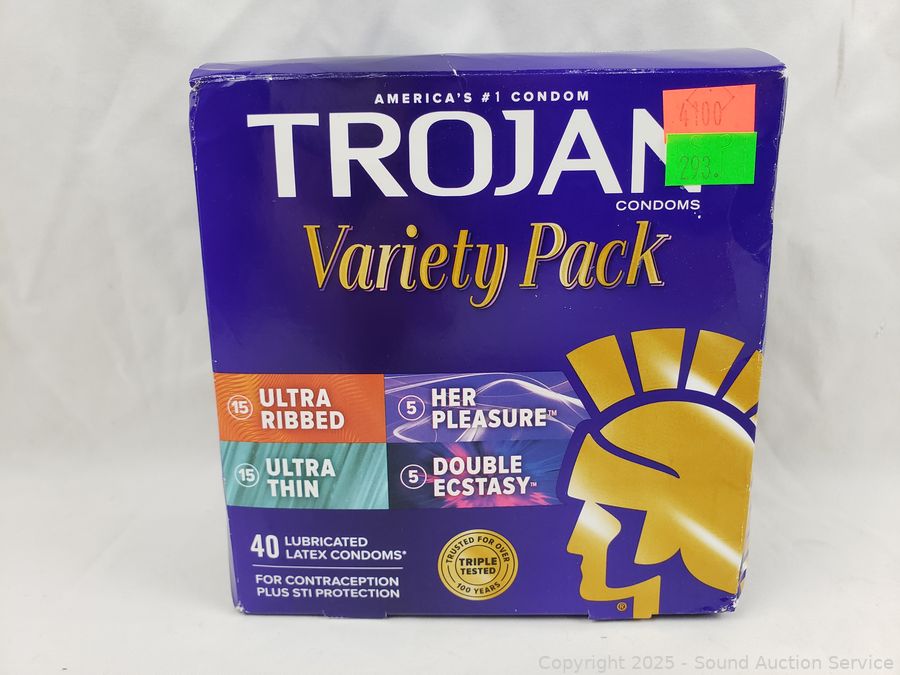 AMERICA'S #1 CONDOM
TROJAN
4100
293.
CONDOMS
Variety Pack
15 ULTRA RIBBED
5 HER PLEASURE™
15 ULTRA THIN
5 DOUBLE ECSTASY™
40 LUBRICATED
LATEX CONDOMS*
FOR CONTRACEPTION
PLUS STI PROTECTION
TRUSTED FOR OVER
TRIPLE
TESTED
100 YEARS
®
Copyright 2025 - Sound Auction Service